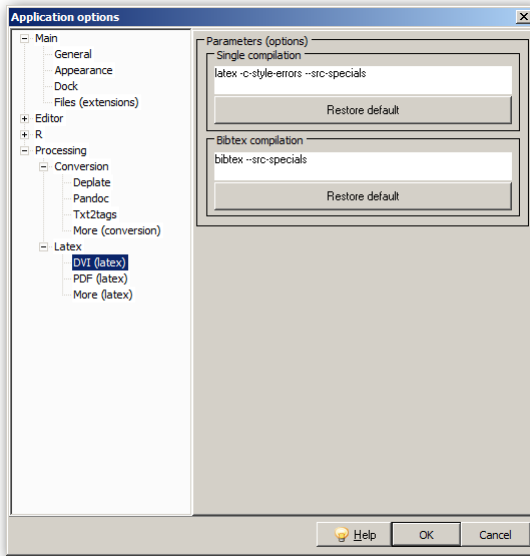 Application options
Main
General
Appearance
Dock
Files (extensions)
Editor
R
Processing
Conversion
Deplate
Pandoc
Txt2tags
More (conversion)
Latex
DVI (latex)
PDF (latex)
More (latex)
Parameters (options)
Single compilation
latex -c-style-errors --src-specials
Restore default
Bibtex compilation
bibtex --src-specials
Restore default
Help
OK
Cancel